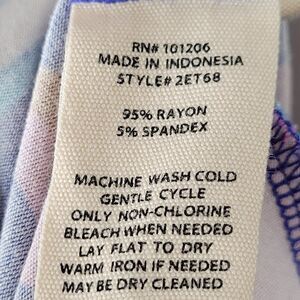 RN# 101206
MADE IN INDONESIA
STYLE# 2ET68
95% RAYON
5% SPANDEX
MACHINE WASH COLD
GENTLE CYCLE
ONLY NON-CHLORINE
BLEACH WHEN NEEDED
LAY FLAT TO DRY
WARM IRON IF NEEDED
MAY BE DRY CLEANED